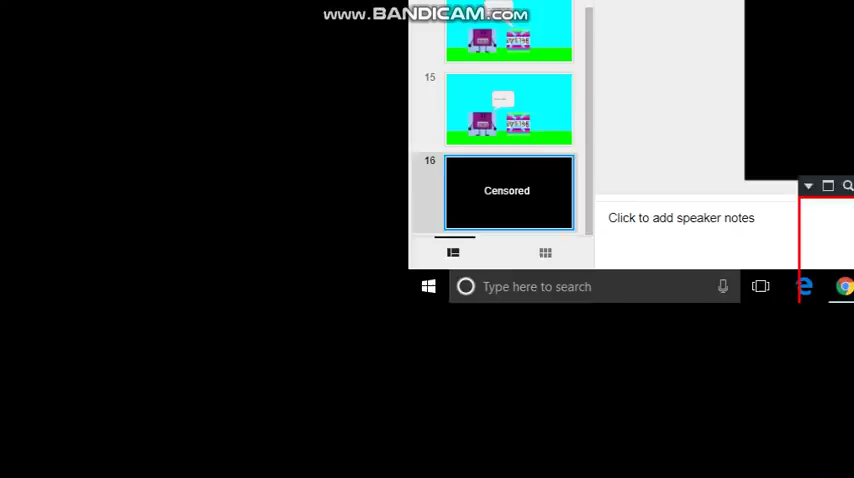 www.BANDICAM.com
15
16
Censored
Click to add speaker notes
Type here to search